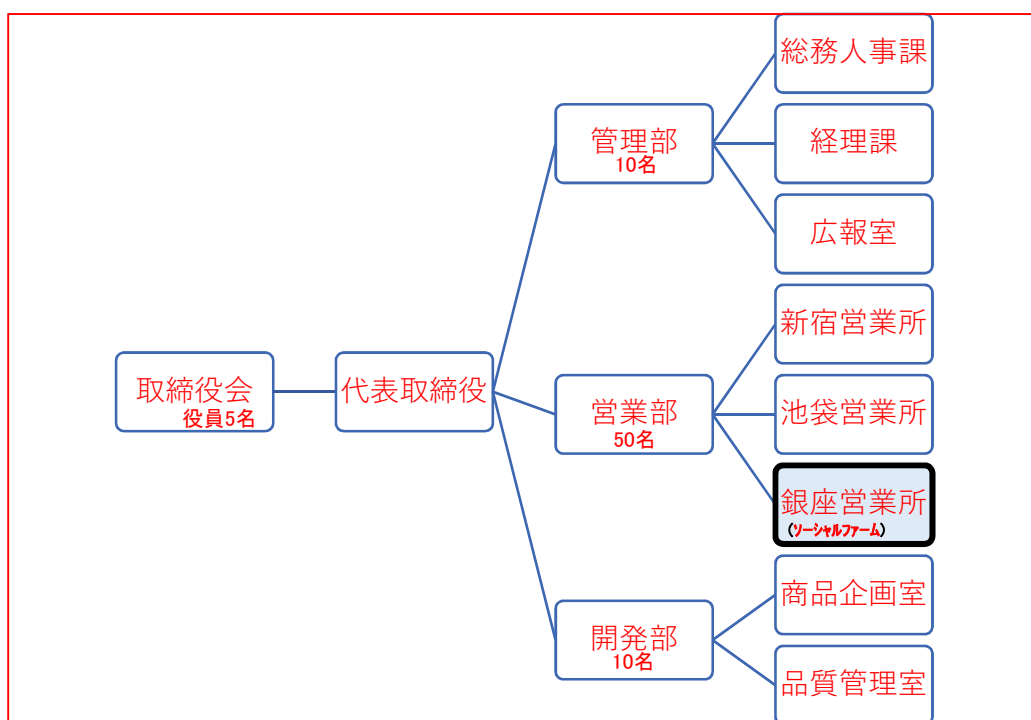 取締役会
役員5名
代表取締役
管理部
10名
総務人事課
経理課
広報室
営業部
50名
新宿営業所
池袋営業所
銀座営業所
(ソーシャルファーム)
開発部
10名
商品企画室
品質管理室